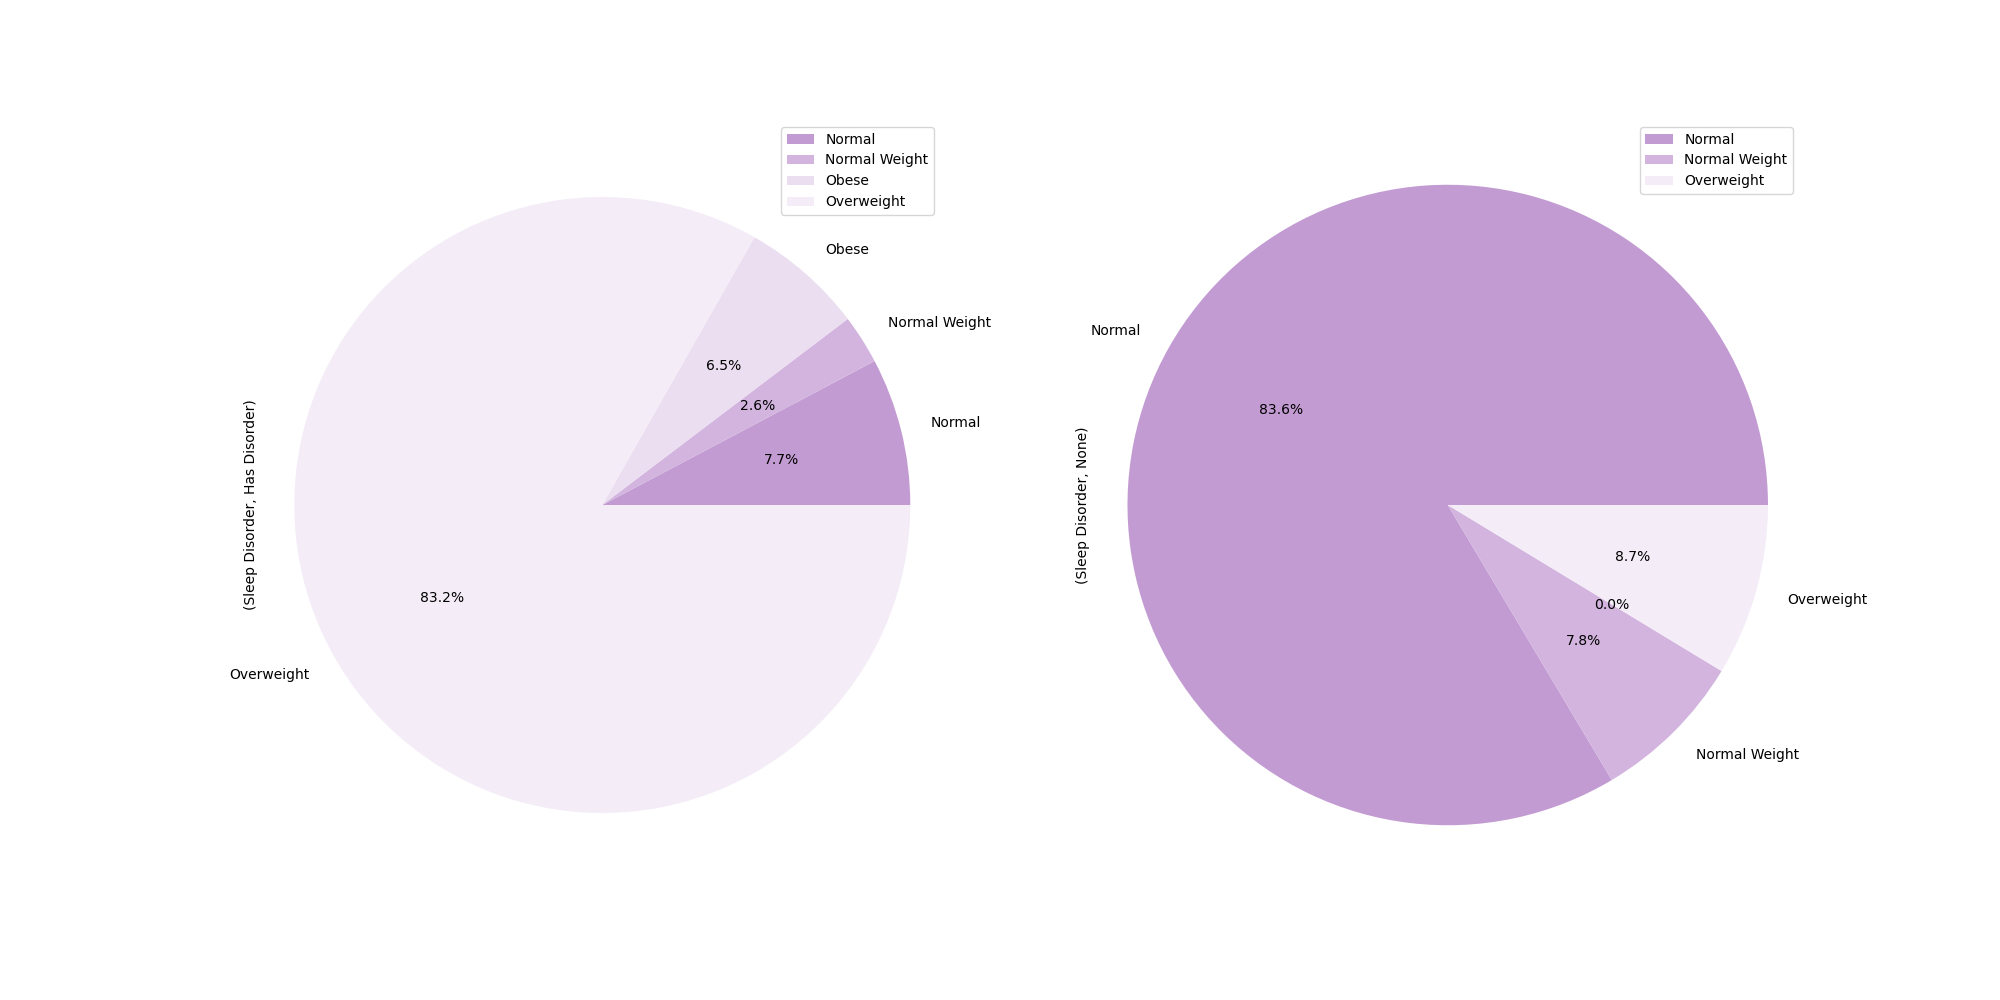 Normal
Normal Weight
Obese
Overweight
Obese
Normal Weight
Normal
6.5%
2.6%
7.7%
83.2%
Overweight
(Sleep Disorder, Has Disorder)
Normal
Normal Weight
Overweight
Normal
83.6%
8.7%
0.0%
7.8%
Overweight
Normal Weight
(Sleep Disorder, None)